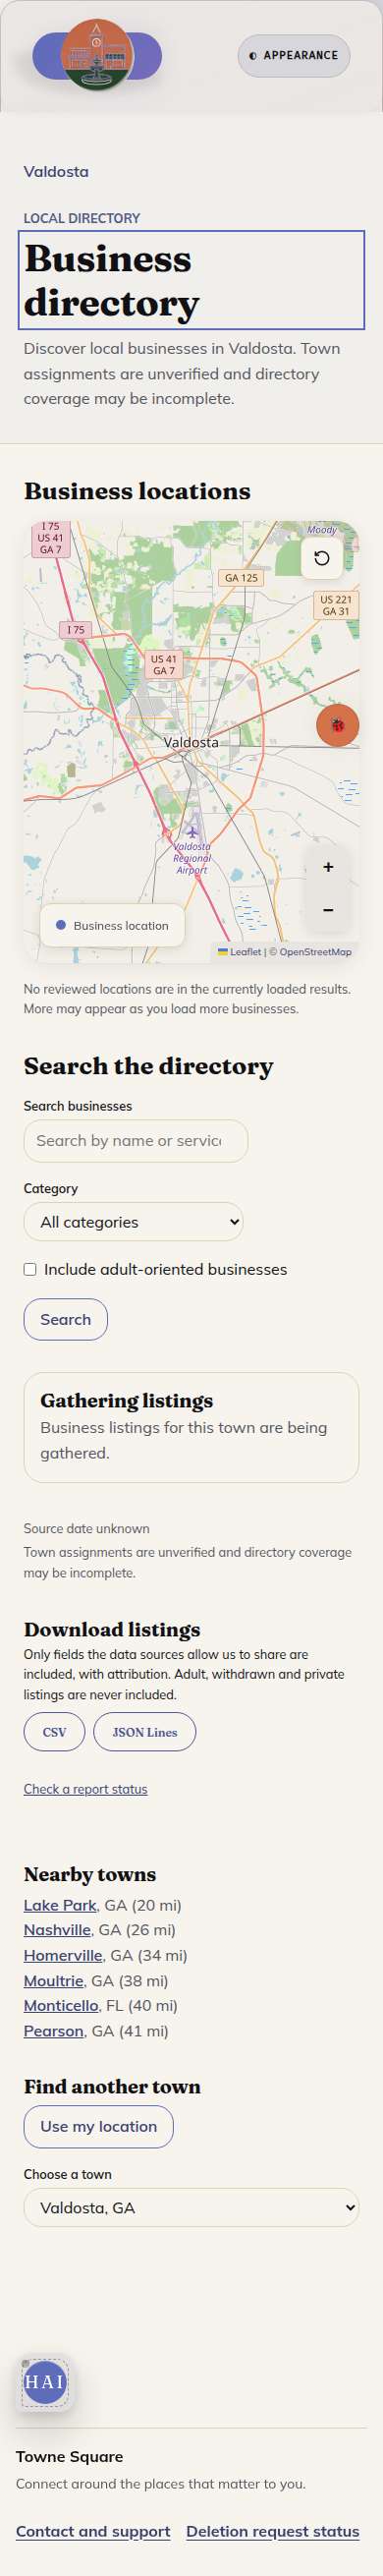 ◐ APPEARANCE
Valdosta
LOCAL DIRECTORY
Business
directory
Discover local businesses in Valdosta. Town
assignments are unverified and directory
coverage may be incomplete.
Business locations
I 75
US 41
GA 7
Moody
GA 125
US 221
GA 31
I 75
US 41
GA 7
Valdosta
Valdosta
Regional
Airport
+
−
Business location
Leaflet | © OpenStreetMap
No reviewed locations are in the currently loaded results.
More may appear as you load more businesses.
Search the directory
Search businesses
Search by name or servic
Category
All categories
Include adult-oriented businesses
Search
Gathering listings
Business listings for this town are being
gathered.
Source date unknown
Town assignments are unverified and directory coverage
may be incomplete.
Download listings
Only fields the data sources allow us to share are
included, with attribution. Adult, withdrawn and private
listings are never included.
CSV JSON Lines
Check a report status
Nearby towns
Lake Park, GA (20 mi)
Nashville, GA (26 mi)
Homerville, GA (34 mi)
Moultrie, GA (38 mi)
Monticello, FL (40 mi)
Pearson, GA (41 mi)
Find another town
Use my location
Choose a town
Valdosta, GA
HAI
Towne Square
Connect around the places that matter to you.
Contact and support Deletion request status